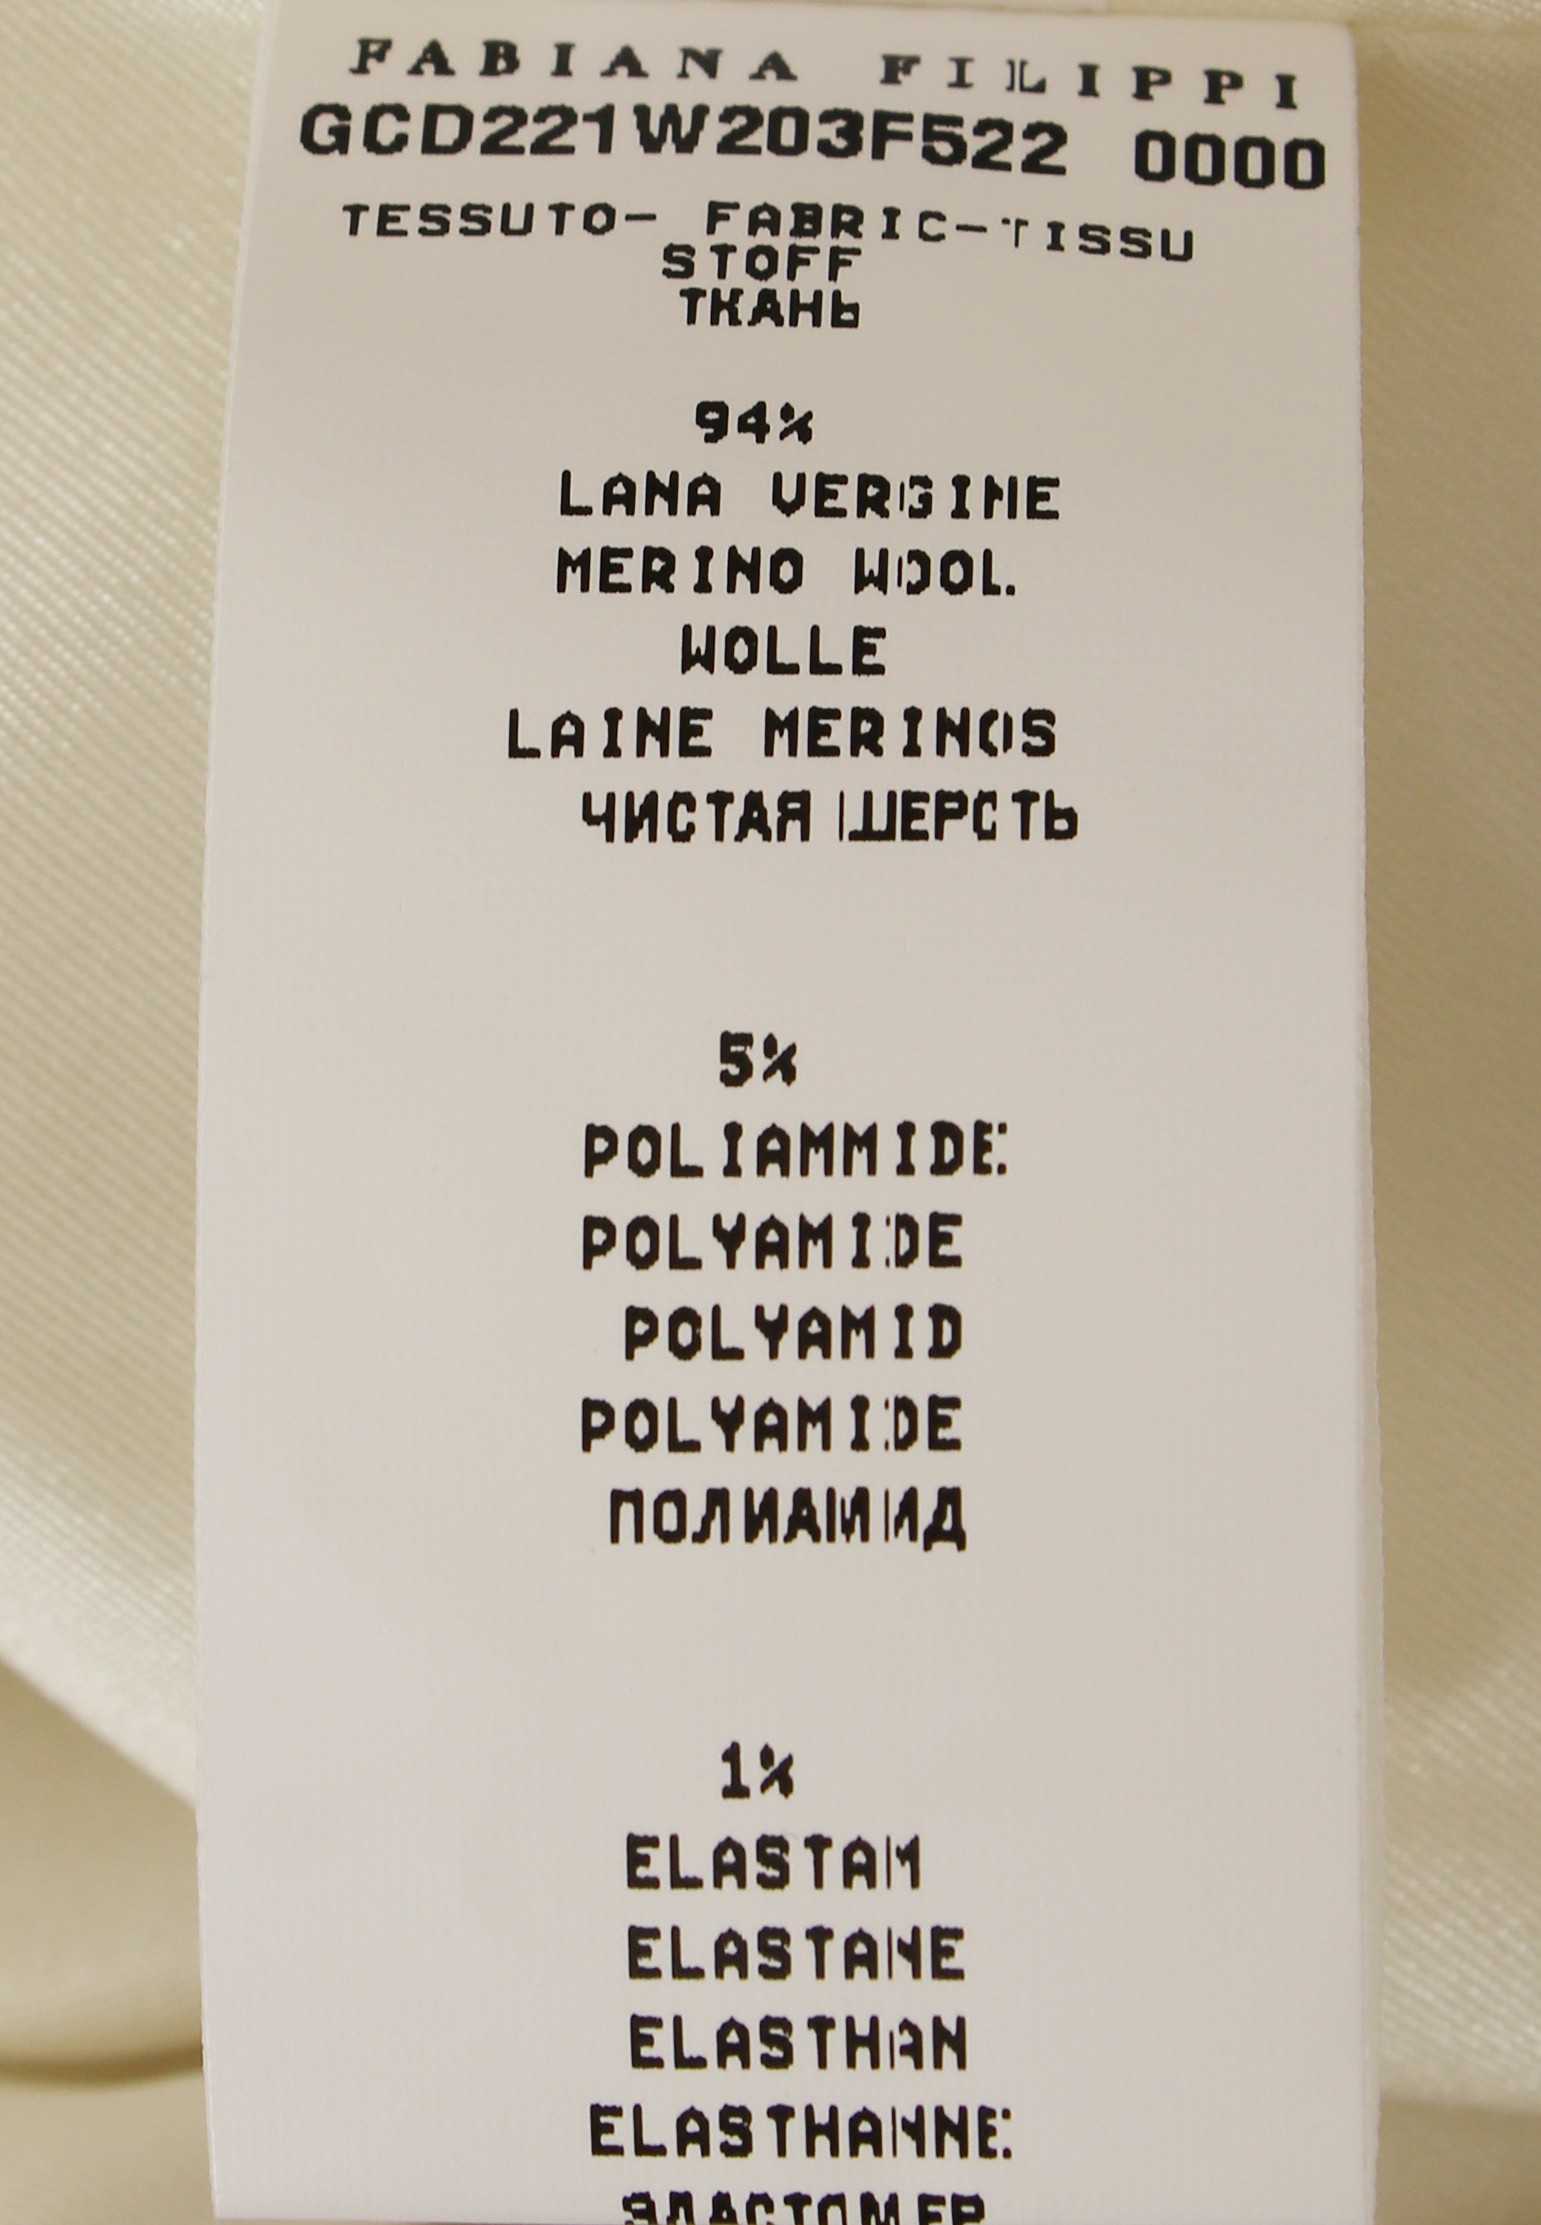 FABIANA FILIPPI
GCD221W203F522 0000
TESSUTO- FABRIC-TISSU
STOFF
ТКАНЬ
94%
LANA VERGINE
MERINO WOOL
WOLLE
LAINE MERINOS
ЧИСТАЯ ШЕРСТЬ
5%
POLIAMMIDE
POLYAMIDE
POLYAMID
POLYAMIDE
ПОЛИАМИД
1%
ELASTAN
ELASTANE
ELASTHAN
ELASTHANNE
ЭЛАСТОМЕР